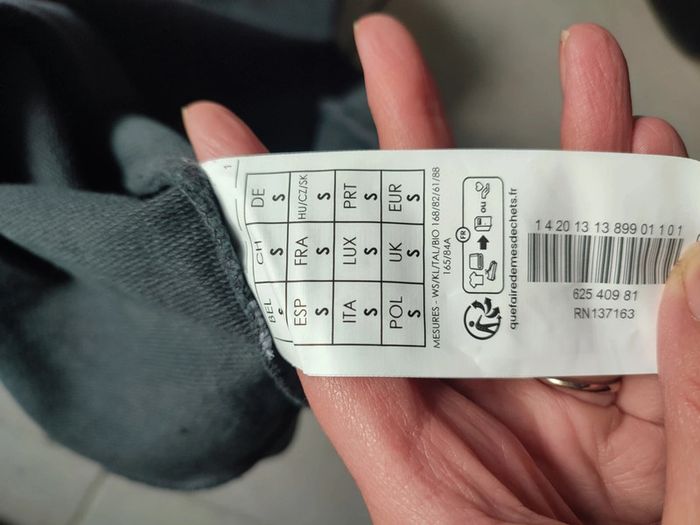 1
BEL CH DE
S S
ESP FRA HU/CZ/SK
S S S
ITA LUX PRT
S S S
POL UK EUR
S S S
MESURES - WS/KL/TAL/BIO 168/82/61/88
165/84A
FR
ou
quefairedemesdechets.fr
1 4 20 13 13 899 01 1 0 1
625 409 81
RN137163